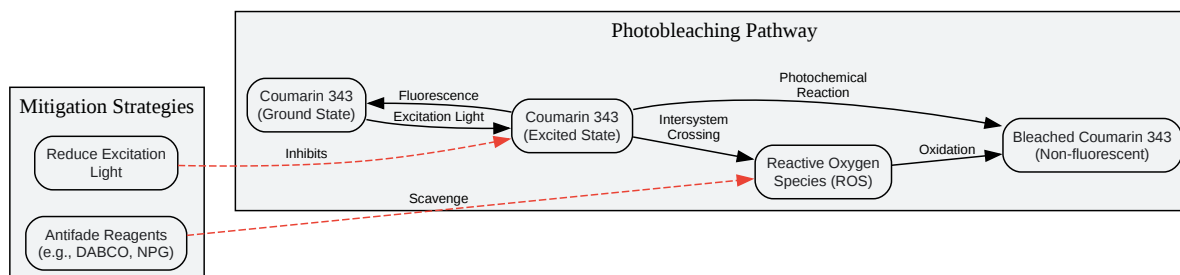 Photobleaching Pathway
Mitigation Strategies
Coumarin 343
(Ground State)
Fluorescence
Excitation Light
Coumarin 343
(Excited State)
Photochemical
Reaction
Intersystem
Crossing
Reactive Oxygen
Species (ROS)
Oxidation
Bleached Coumarin 343
(Non-fluorescent)
Reduce Excitation
Light
Inhibits
Antifade Reagents
(e.g., DABCO, NPG)
Scavenge